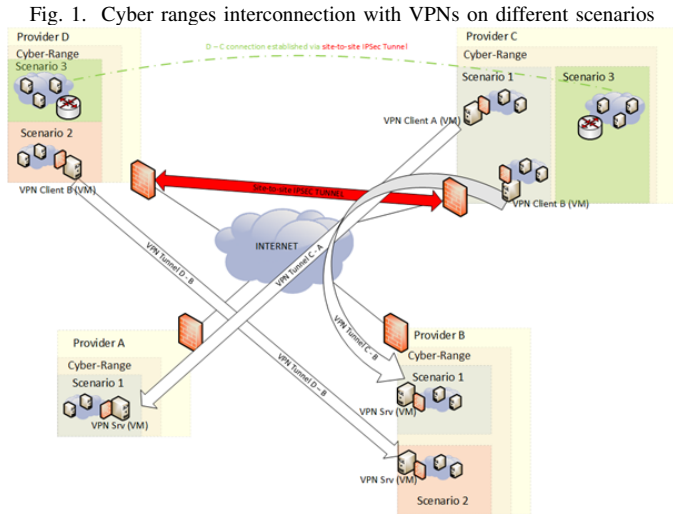 Fig. 1. Cyber ranges interconnection with VPNs on different scenarios
Provider D
Cyber-Range
Scenario 3
D – C connection established via site-to-site IPSec Tunnel
Provider C
Cyber-Range
Scenario 1
Scenario 3
VPN Client A (VM)
Scenario 2
VPN Client B (VM)
VPN Client B (VM)
Site-to-site IPSEC TUNNEL
INTERNET
VPN Tunnel C - A
VPN Tunnel D - B
VPN Tunnel C - B
VPN Tunnel D - B
Provider A
Cyber-Range
Scenario 1
VPN Srv (VM)
Provider B
Cyber-Range
Scenario 1
VPN Srv (VM)
VPN Srv (VM)
Scenario 2